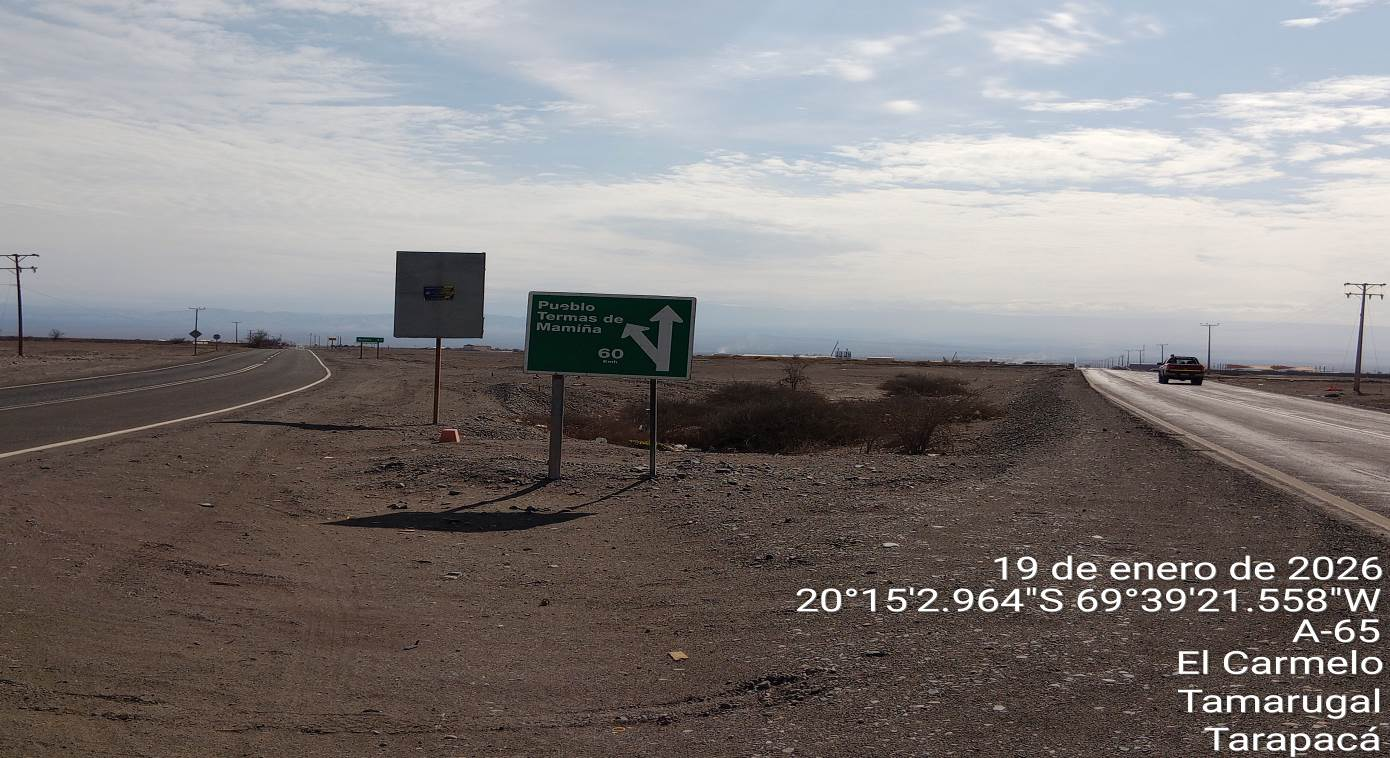 Pueblo
Termas de
Mamiña
60
19 de enero de 2026
20°15'2.964"S 69°39'21.558"W
A-65
El Carmelo
Tamarugal
Tarapacá